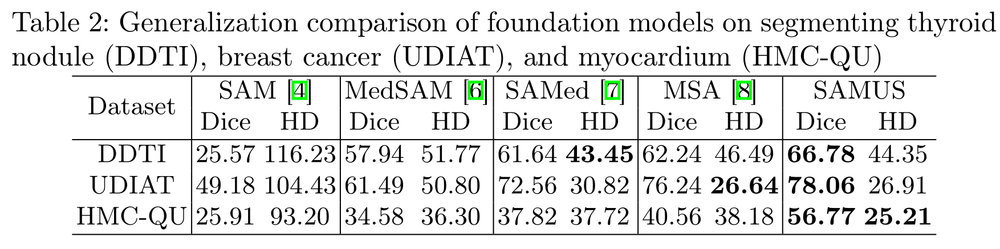 Table 2: Generalization comparison of foundation models on segmenting thyroid
nodule (DDTI), breast cancer (UDIAT), and myocardium (HMC-QU)
Dataset SAM [4] MedSAM [6] SAMed [7] MSA [8] SAMUS
Dice HD Dice HD Dice HD Dice HD Dice HD
DDTI 25.57 116.23 57.94 51.77 61.64 43.45 62.24 46.49 66.78 44.35
UDIAT 49.18 104.43 61.49 50.80 72.56 30.82 76.24 26.64 78.06 26.91
HMC-QU 25.91 93.20 34.58 36.30 37.82 37.72 40.56 38.18 56.77 25.21